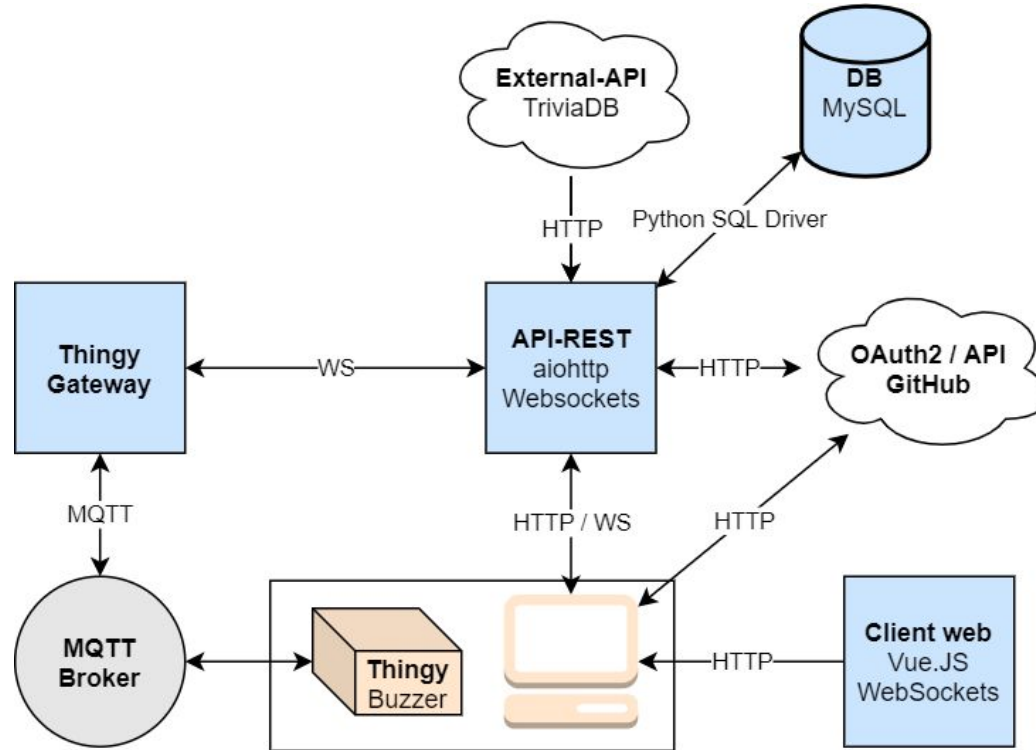 External-API
TriviaDB
DB
MySQL
HTTP
Python SQL Driver
Thingy
Gateway
WS
API-REST
aiohttp
Websockets
HTTP
OAuth2 / API
GitHub
MQTT
HTTP / WS
HTTP
MQTT
Broker
Thingy
Buzzer
HTTP
Client web
Vue.JS
WebSockets